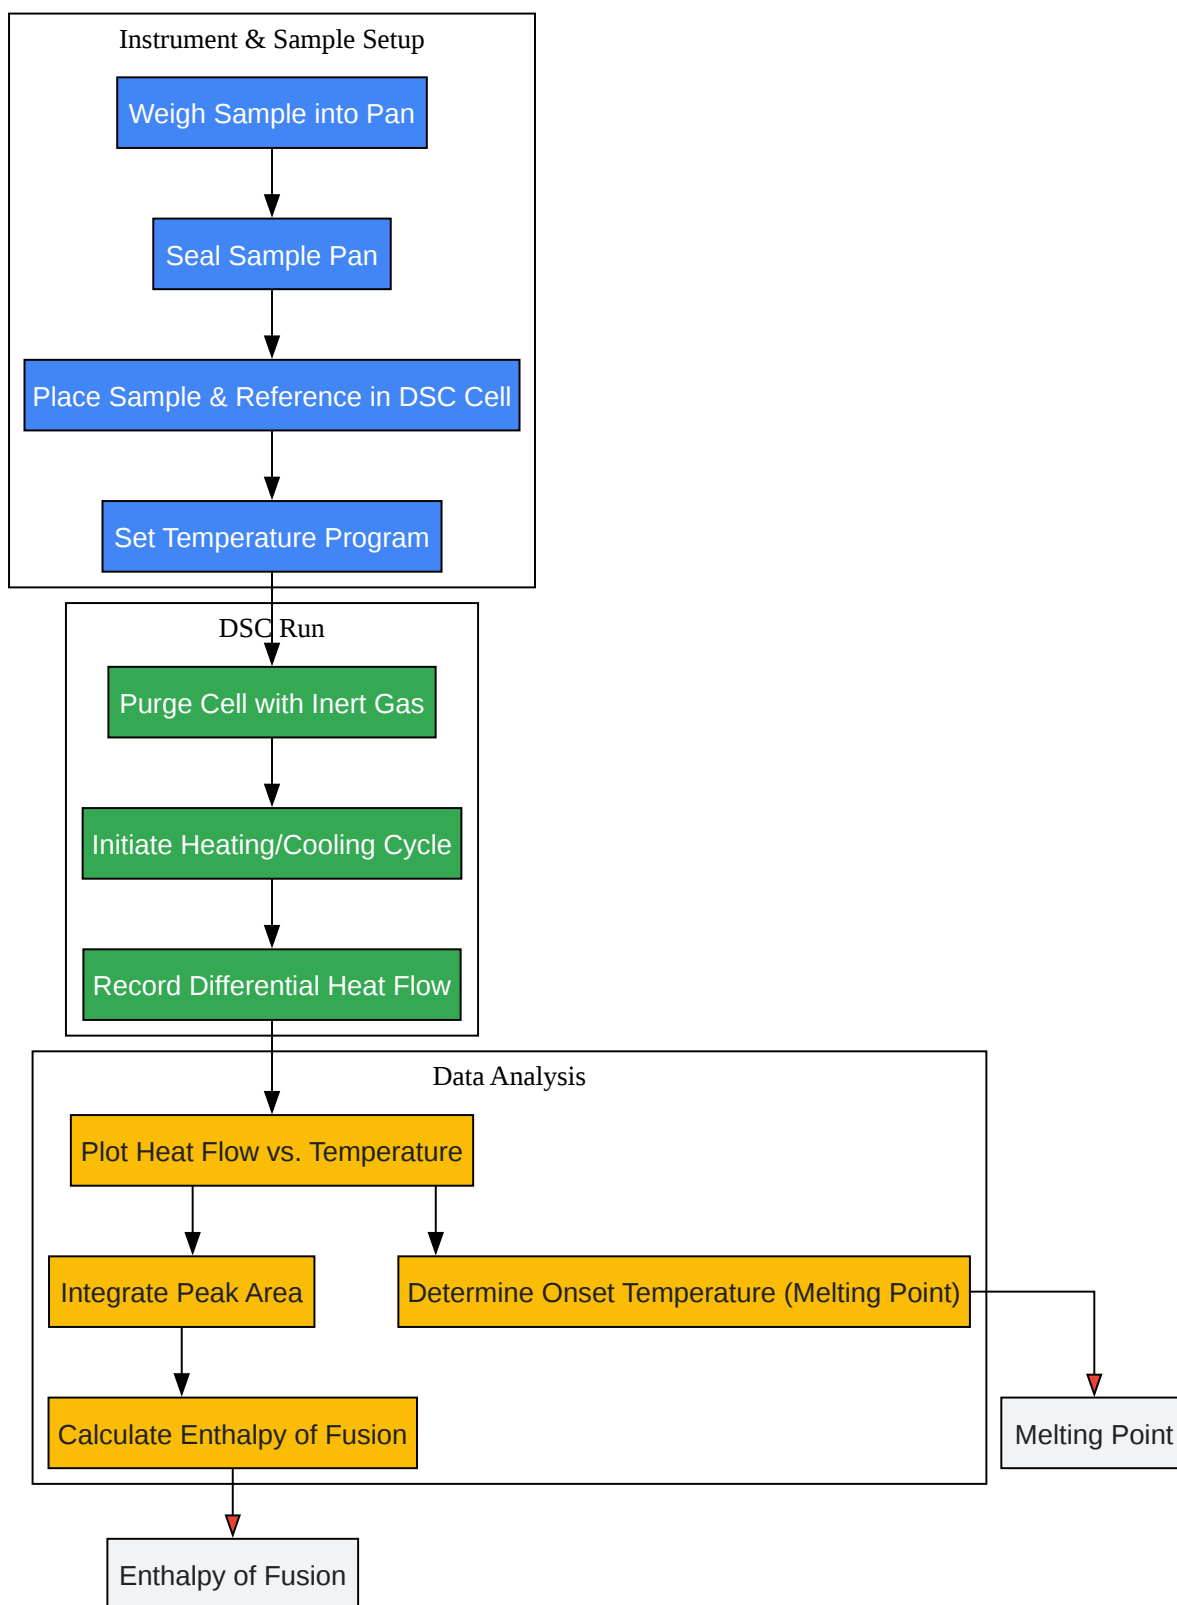 Instrument & Sample Setup
Weigh Sample into Pan
Seal Sample Pan
Place Sample & Reference in DSC Cell
Set Temperature Program
DSC Run
Purge Cell with Inert Gas
Initiate Heating/Cooling Cycle
Record Differential Heat Flow
Data Analysis
Plot Heat Flow vs. Temperature
Integrate Peak Area
Determine Onset Temperature (Melting Point)
Calculate Enthalpy of Fusion
Melting Point
Enthalpy of Fusion